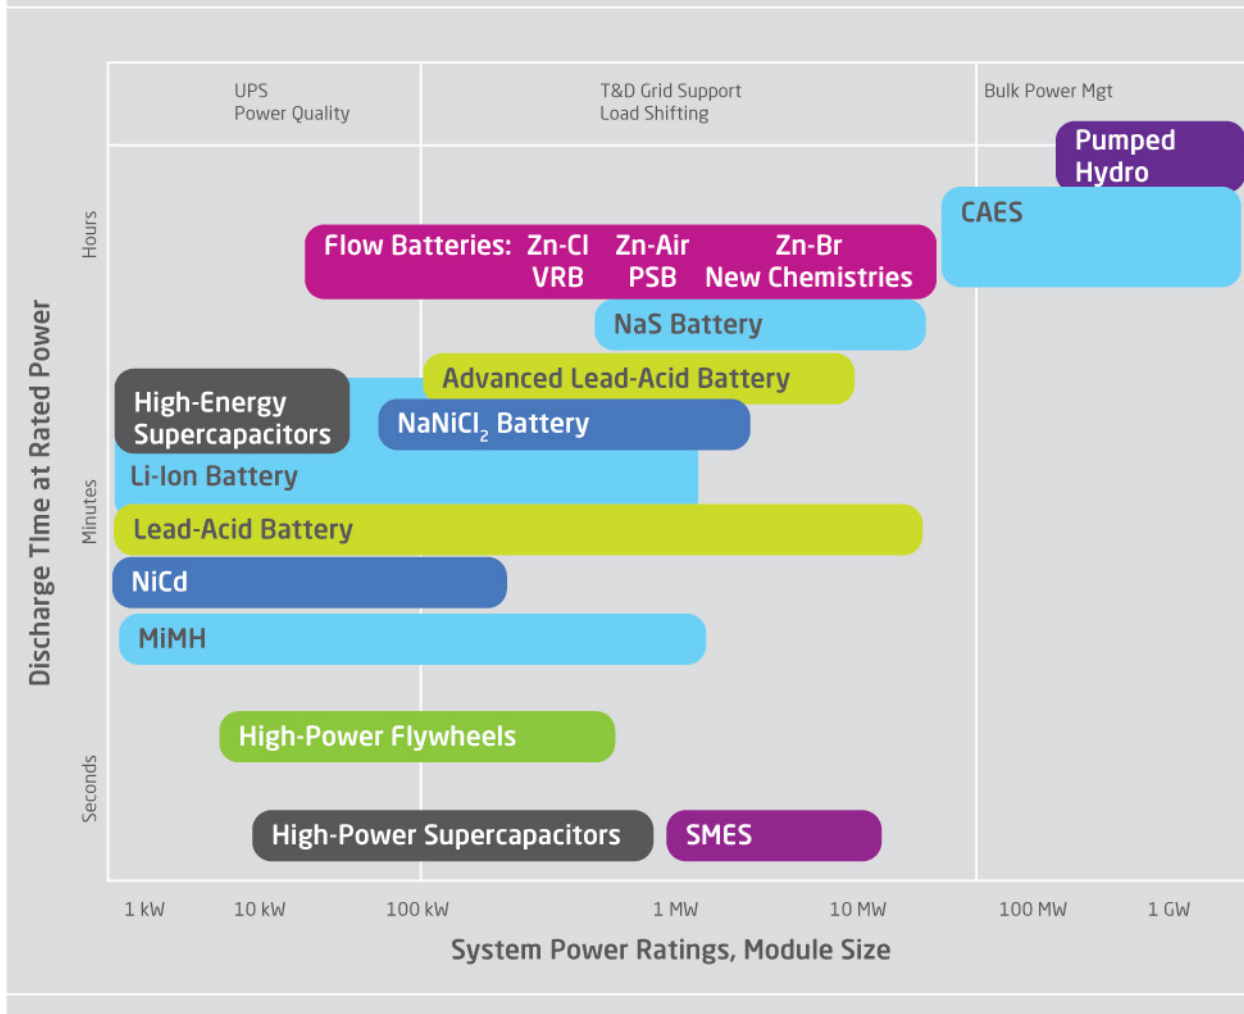 UPS
Power Quality
T&D Grid Support
Load Shifting
Bulk Power Mgt
Pumped
Hydro
CAES
Flow Batteries: Zn-Cl Zn-Air Zn-Br
VRB PSB New Chemistries
NaS Battery
Advanced Lead-Acid Battery
High-Energy
Supercapacitors
NaNiCl₂ Battery
Li-Ion Battery
Lead-Acid Battery
NiCd
MiMH
High-Power Flywheels
High-Power Supercapacitors
SMES
Discharge TIme at Rated Power
Hours
Minutes
Seconds
1 kW 10 kW 100 kW 1 MW 10 MW 100 MW 1 GW
System Power Ratings, Module Size